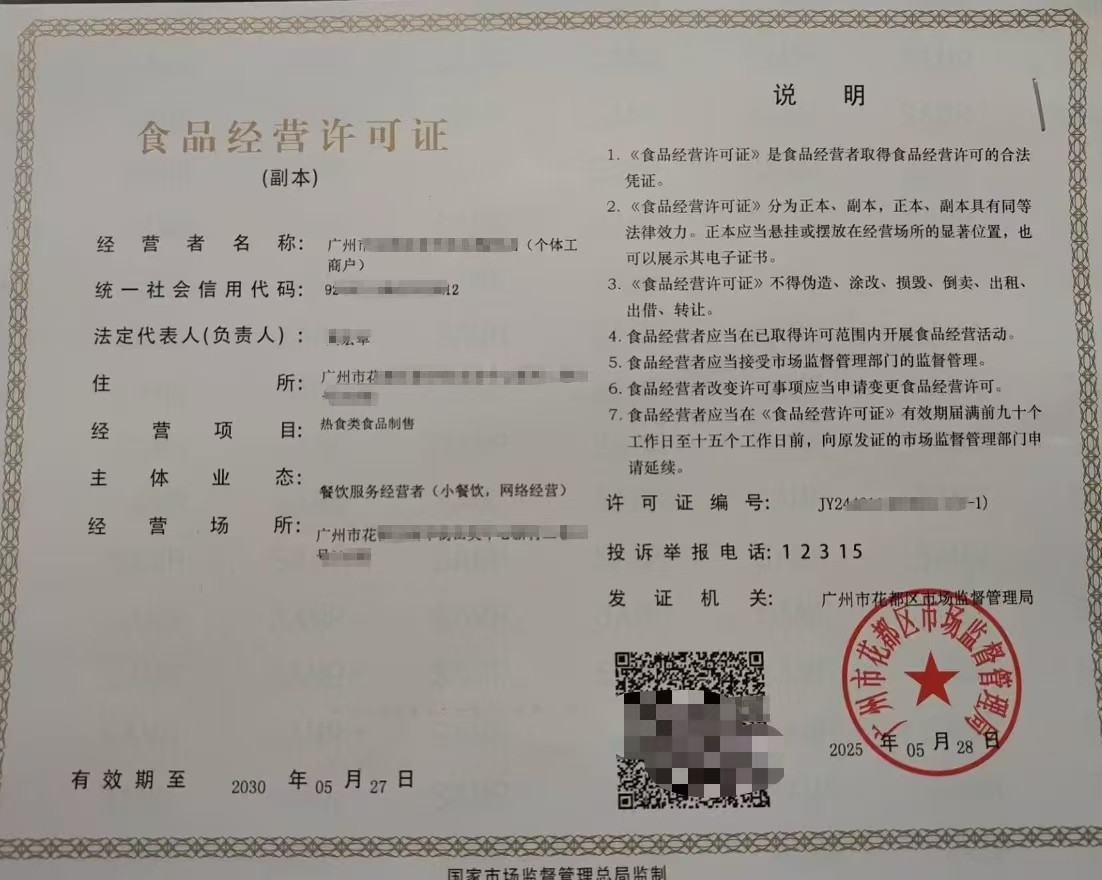 食品经营许可证
(副本)
经营者名称: 广州市（个体工
商户）
统一社会信用代码: 92 12
法定代表人(负责人):
住所: 广州市花
经营项目: 热食类食品制售
主体业态: 餐饮服务经营者（小餐饮，网络经营）
经营场所: 广州市花
号
有效期至 2030 年 05 月 27 日
说明
1.《食品经营许可证》是食品经营者取得食品经营许可的合法
凭证。
2.《食品经营许可证》分为正本、副本，正本、副本具有同等
法律效力。正本应当悬挂或摆放在经营场所的显著位置，也
可以展示其电子证书。
3.《食品经营许可证》不得伪造、涂改、损毁、倒卖、出租、
出借、转让。
4.食品经营者应当在已取得许可范围内开展食品经营活动。
5.食品经营者应当接受市场监督管理部门的监督管理。
6.食品经营者改变许可事项应当申请变更食品经营许可。
7.食品经营者应当在《食品经营许可证》有效期届满前九十个
工作日至十五个工作日前，向原发证的市场监督管理部门申
请延续。
许可证编号: JY24 -1)
投诉举报电话: 12315
发证机关: 广州市花都区市场监督管理局
广州市花都区市场监督管理局
2025 年 05 月 28 日
国家市场监督管理总局监制